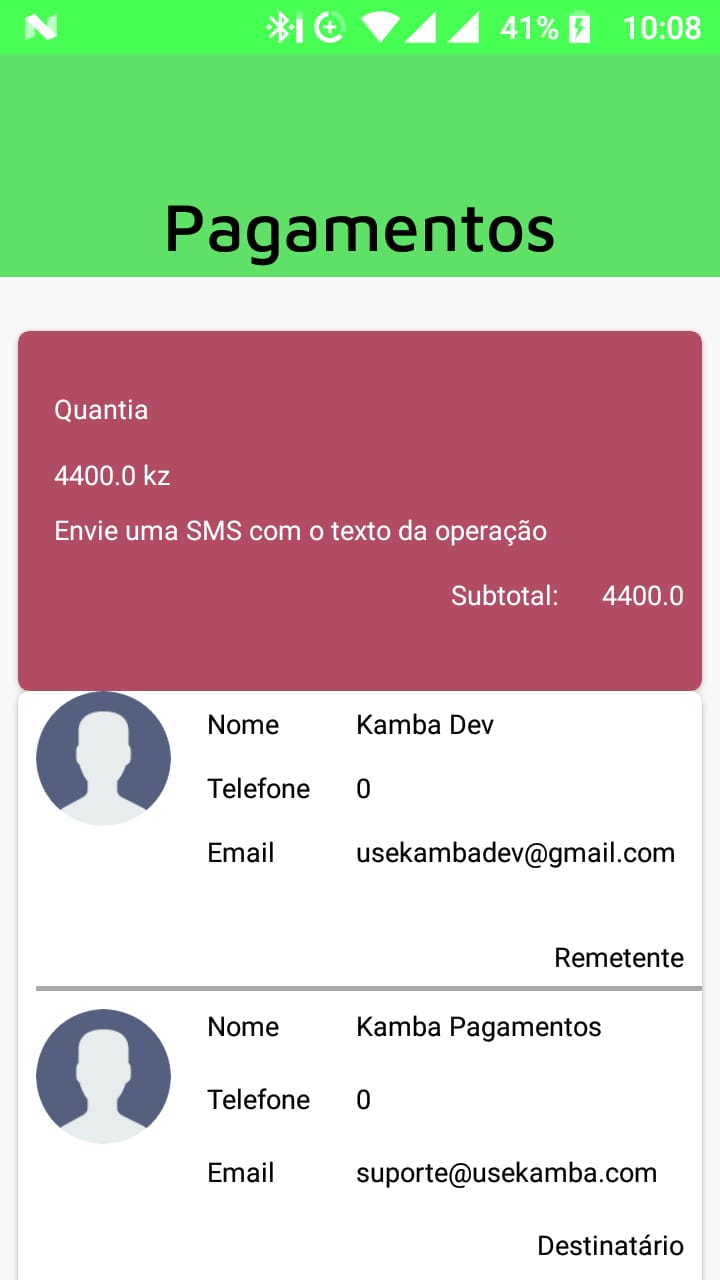 41% 10:08
Pagamentos
Quantia
4400.0 kz
Envie uma SMS com o texto da operação
Subtotal: 4400.0
Nome Kamba Dev
Telefone 0
Email usekambadev@gmail.com
Remetente
Nome Kamba Pagamentos
Telefone 0
Email suporte@usekamba.com
Destinatário